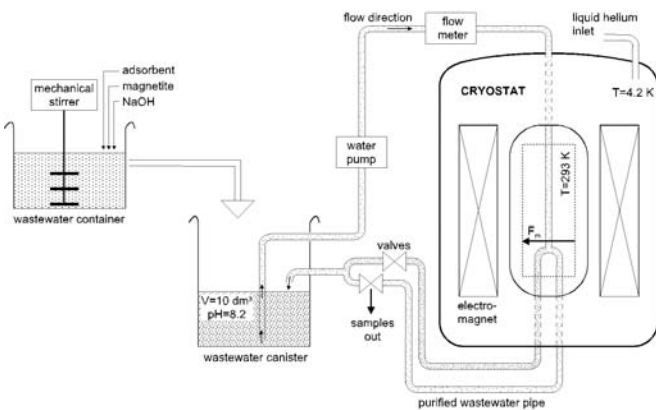 flow direction
flow
meter
liquid helium
inlet
adsorbent
magnetite
NaOH
mechanical
stirrer
CRYOSTAT
T=4.2 K
water
pump
T=293 K
wastewater container
Fm
valves
V=10 dm³
pH=8.2
samples
out
electro-
magnet
wastewater canister
purified wastewater pipe